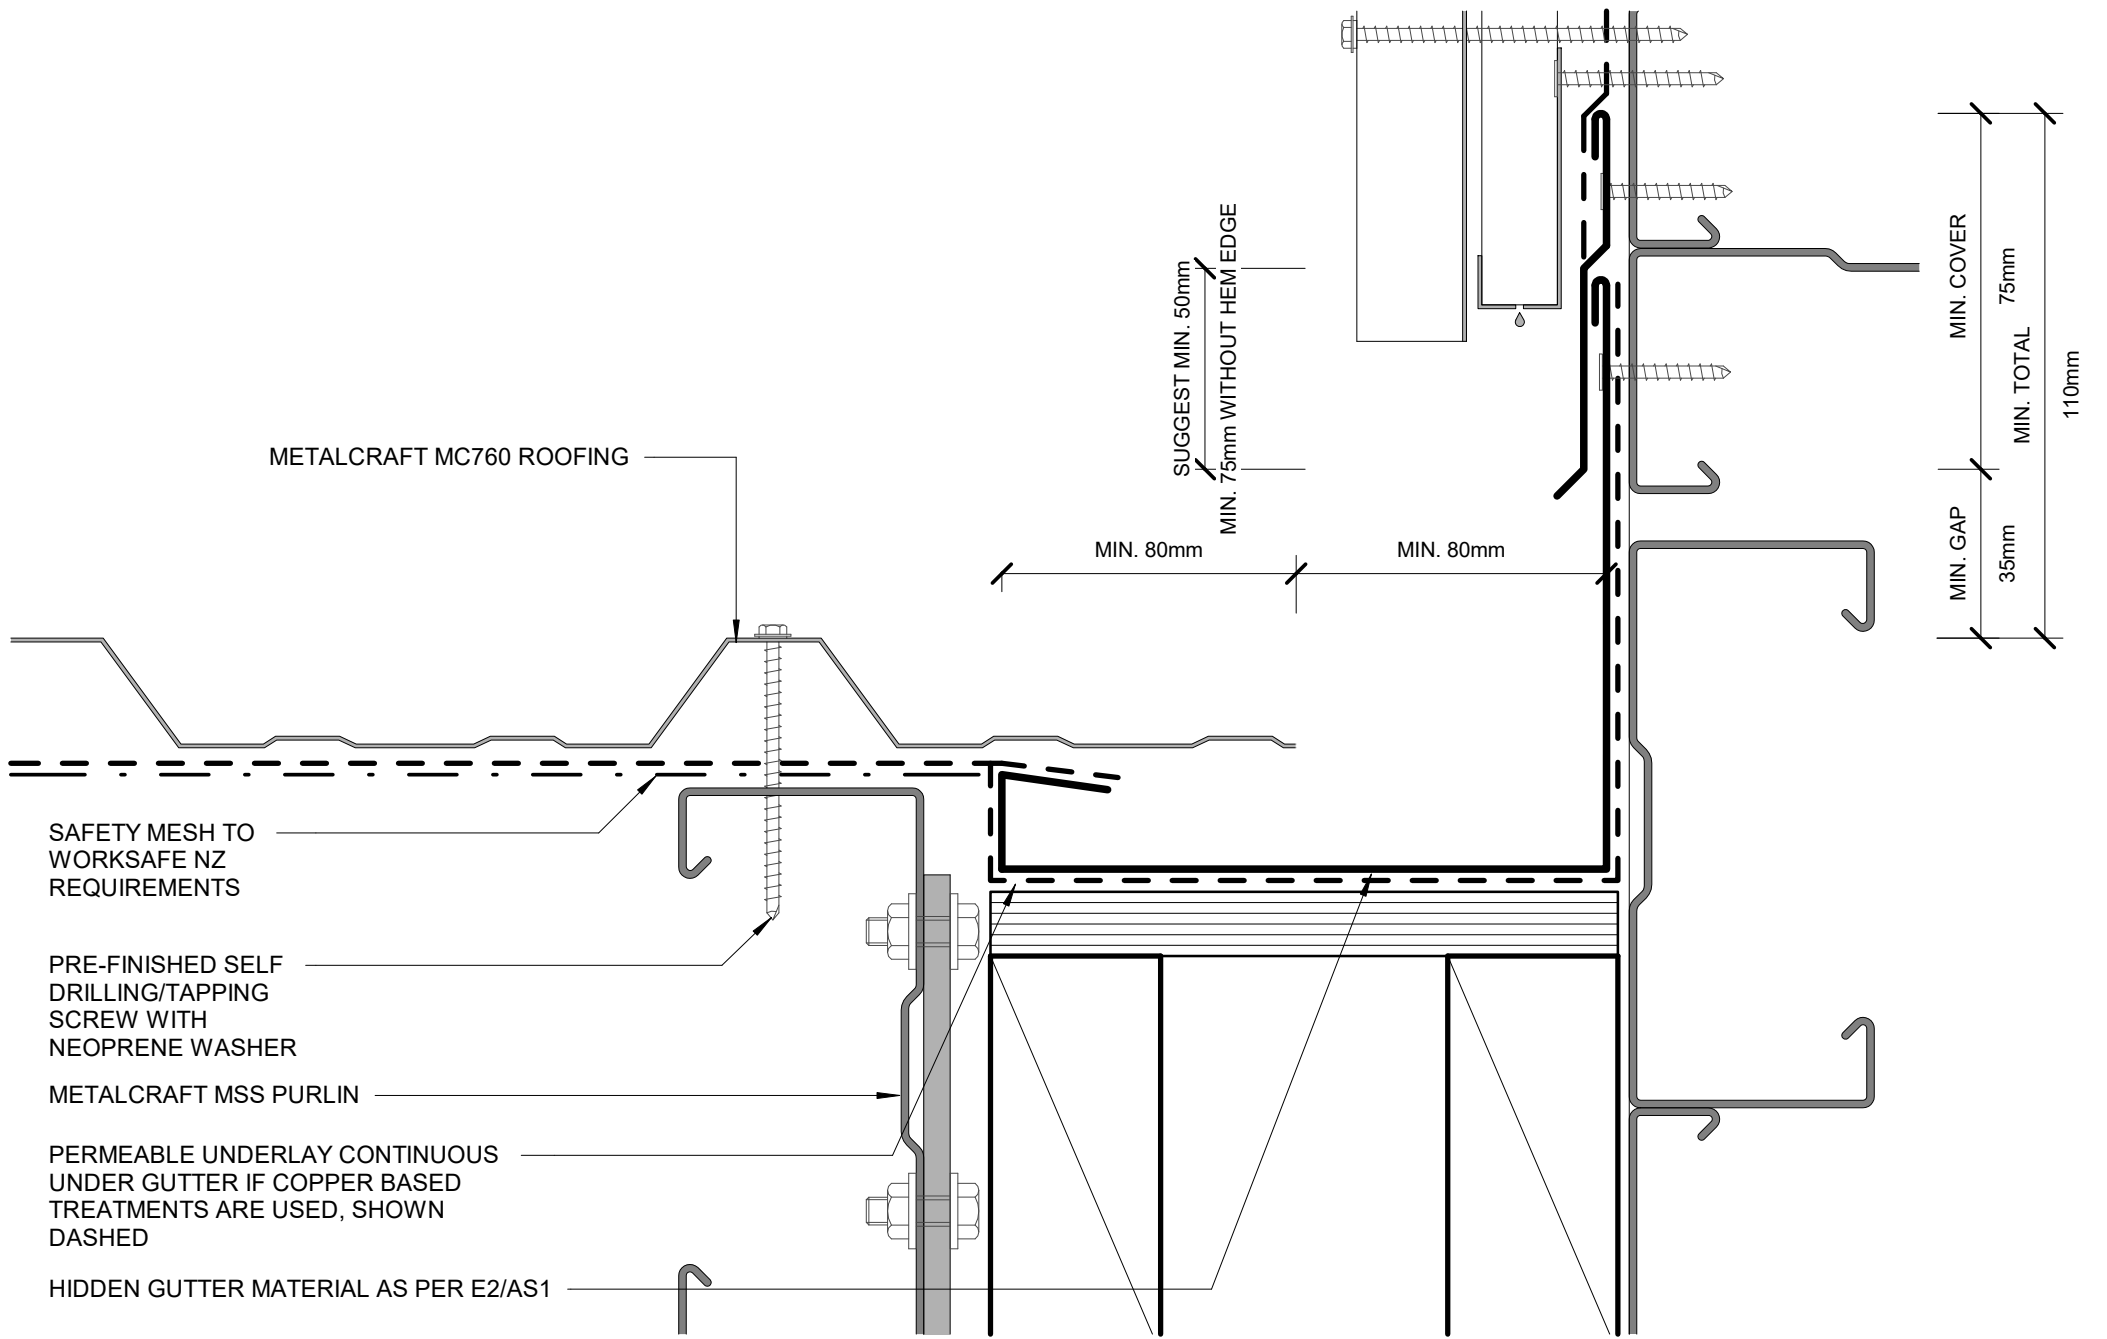 SUGGEST MIN. 50mm
MIN. 75mm WITHOUT HEM EDGE
MIN. COVER
75mm
MIN. TOTAL
110mm
MIN. GAP
35mm
MIN. 80mm
MIN. 80mm
METALCRAFT MC760 ROOFING
SAFETY MESH TO
WORKSAFE NZ
REQUIREMENTS
PRE-FINISHED SELF
DRILLING/TAPPING
SCREW WITH
NEOPRENE WASHER
METALCRAFT MSS PURLIN
PERMEABLE UNDERLAY CONTINUOUS
UNDER GUTTER IF COPPER BASED
TREATMENTS ARE USED, SHOWN
DASHED
HIDDEN GUTTER MATERIAL AS PER E2/AS1